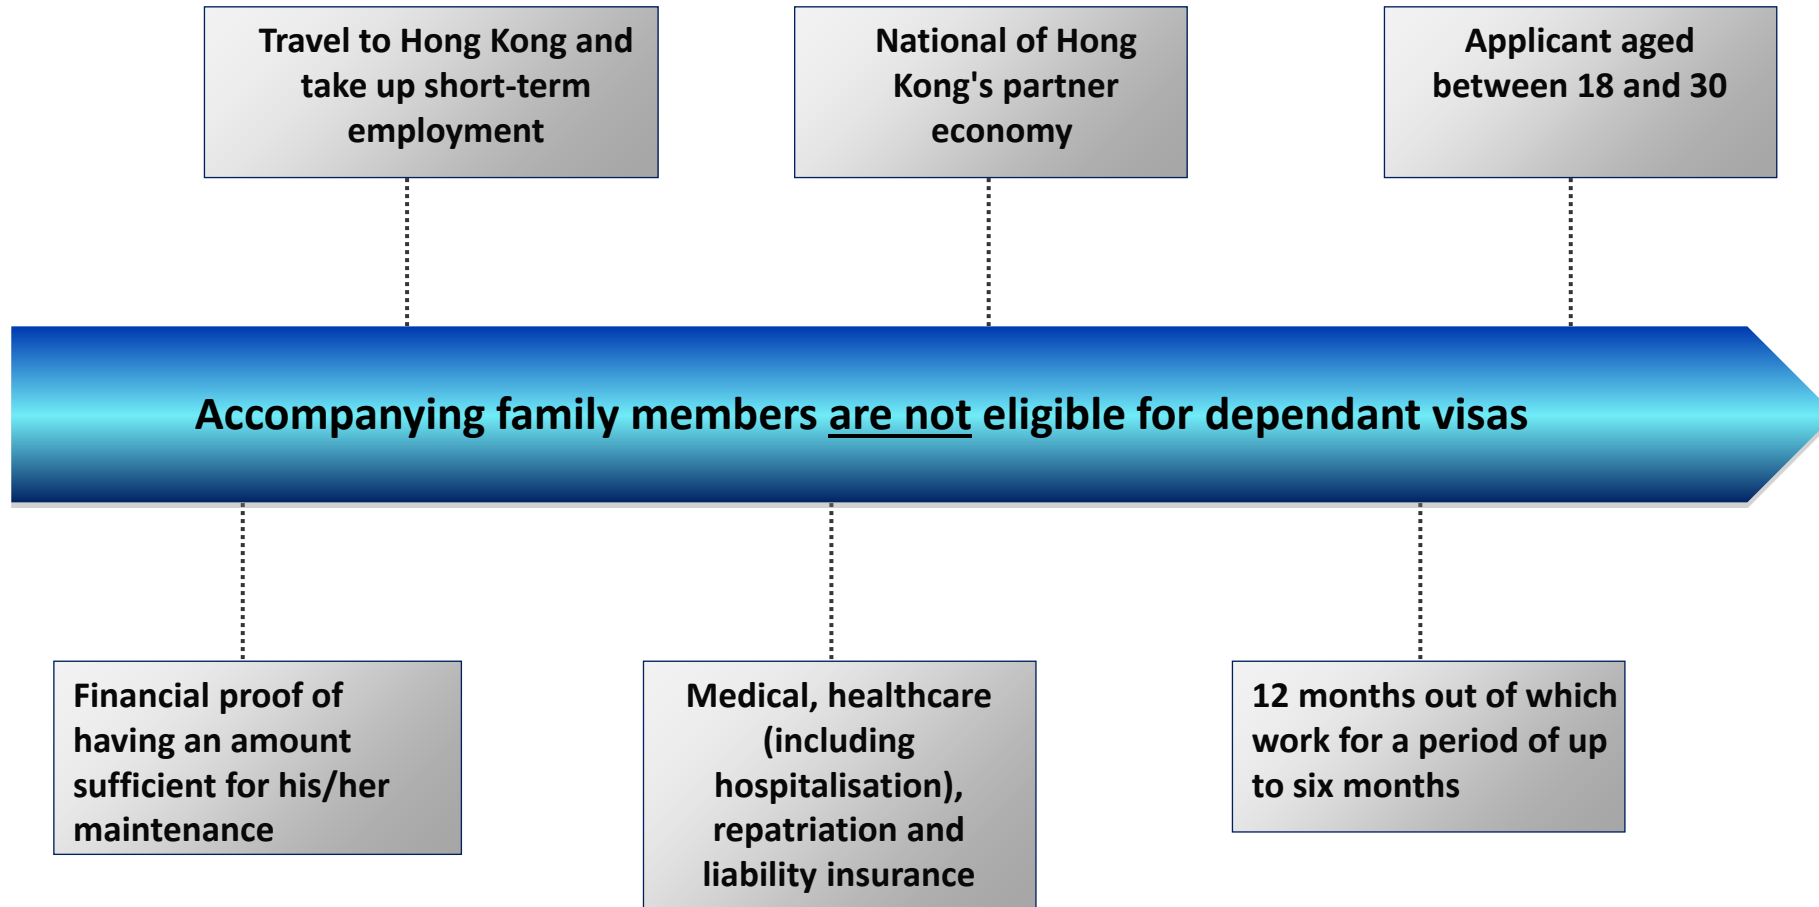 Travel to Hong Kong and
take up short-term
employment
National of Hong
Kong's partner
economy
Applicant aged
between 18 and 30
Accompanying family members are not eligible for dependant visas
Financial proof of
having an amount
sufficient for his/her
maintenance
Medical, healthcare
(including
hospitalisation),
repatriation and
liability insurance
12 months out of which
work for a period of up
to six months